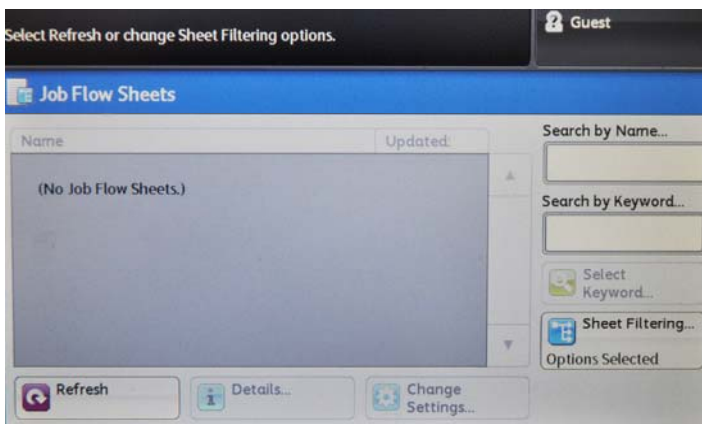 Select Refresh or change Sheet Filtering options.
Guest
Job Flow Sheets
Name
Updated:
(No Job Flow Sheets.)
Search by Name...
Search by Keyword...
Select
Keyword...
Sheet Filtering...
Options Selected
Refresh
Details...
Change
Settings...